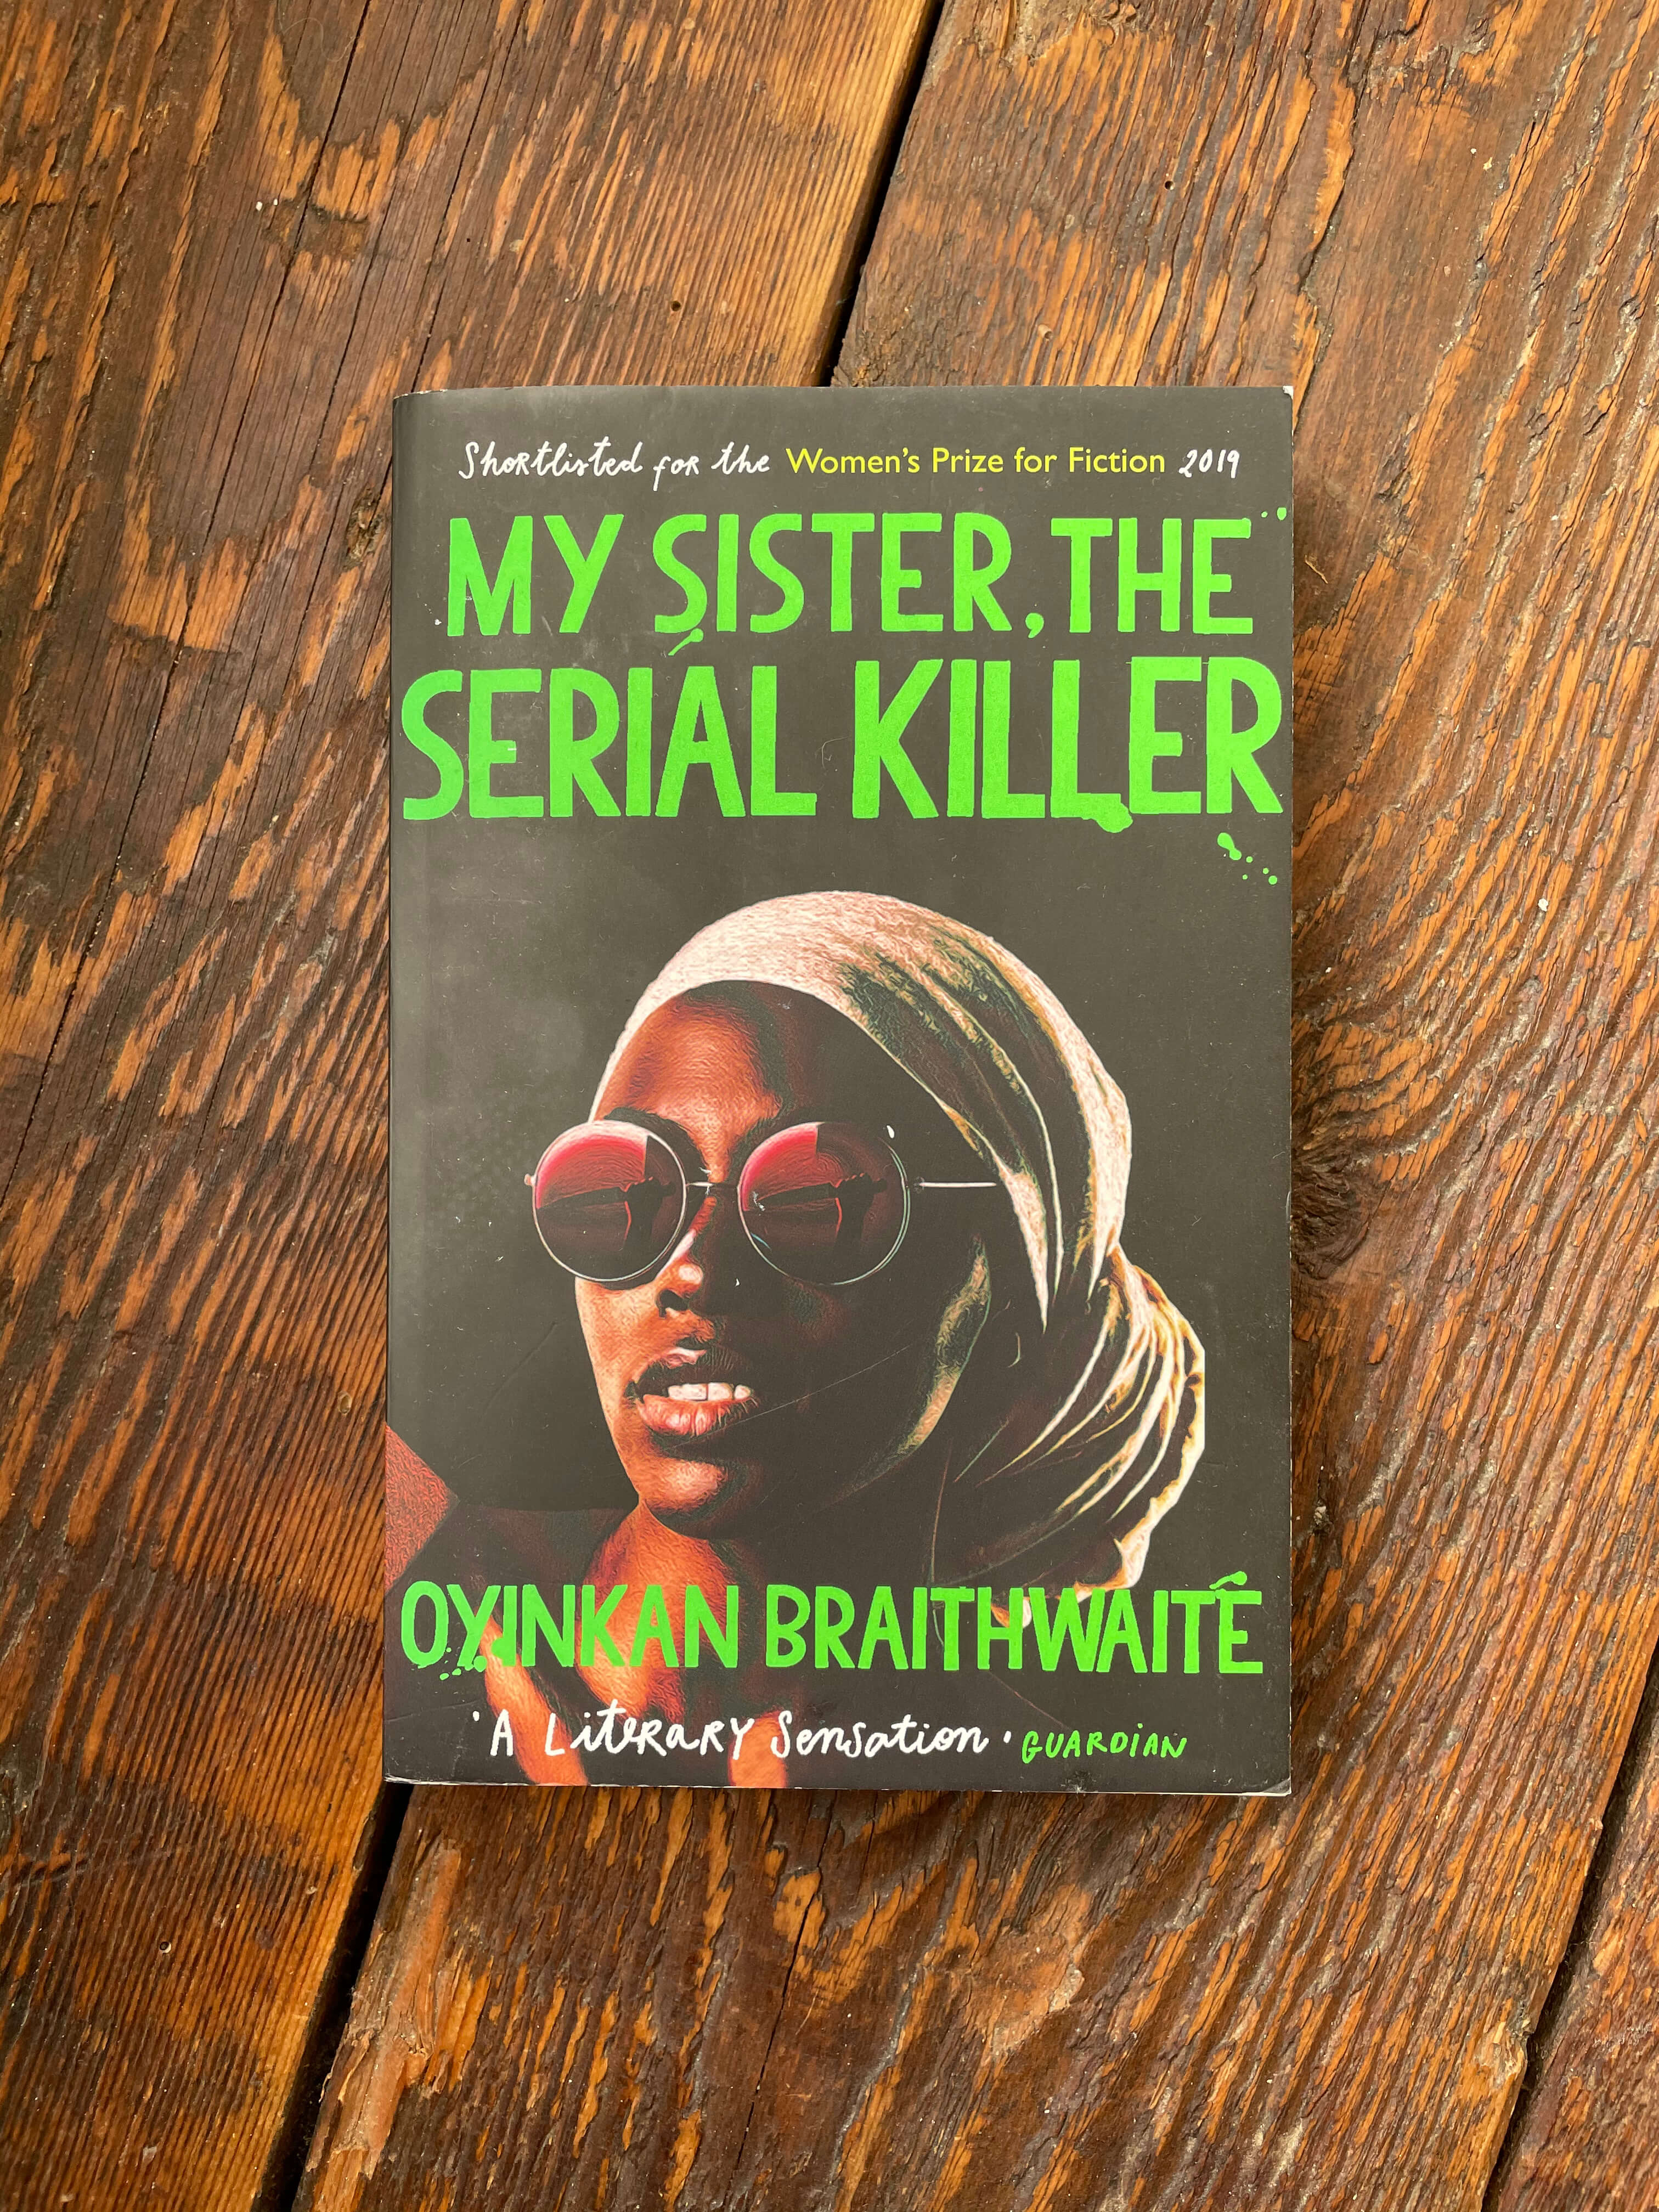 Shortlisted for the Women's Prize for Fiction 2019
MY SISTER, THE
SERIAL KILLER
OYINKAN BRAITHWAITE
'A Literary Sensation' GUARDIAN